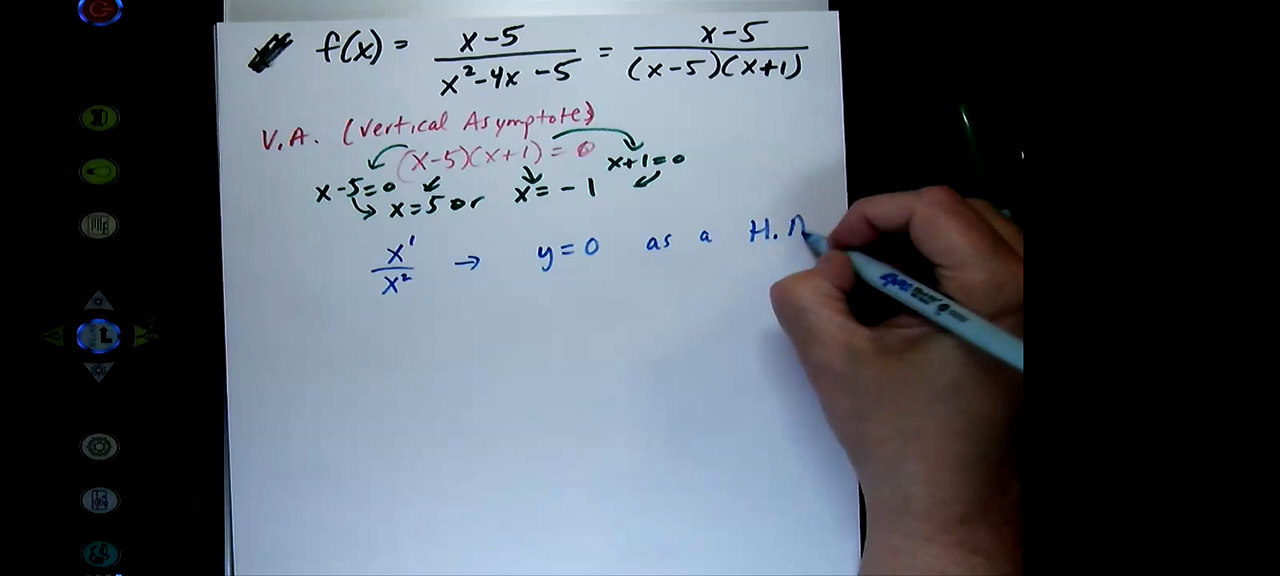 f(x) = x-5 / x²-4x-5 = x-5 / (x-5)(x+1)
V.A. (Vertical Asymptote)
(x-5)(x+1) = 0
x-5=0 x+1=0
→ x=5 or x=-1
x¹ / x² → y=0 as a H.A